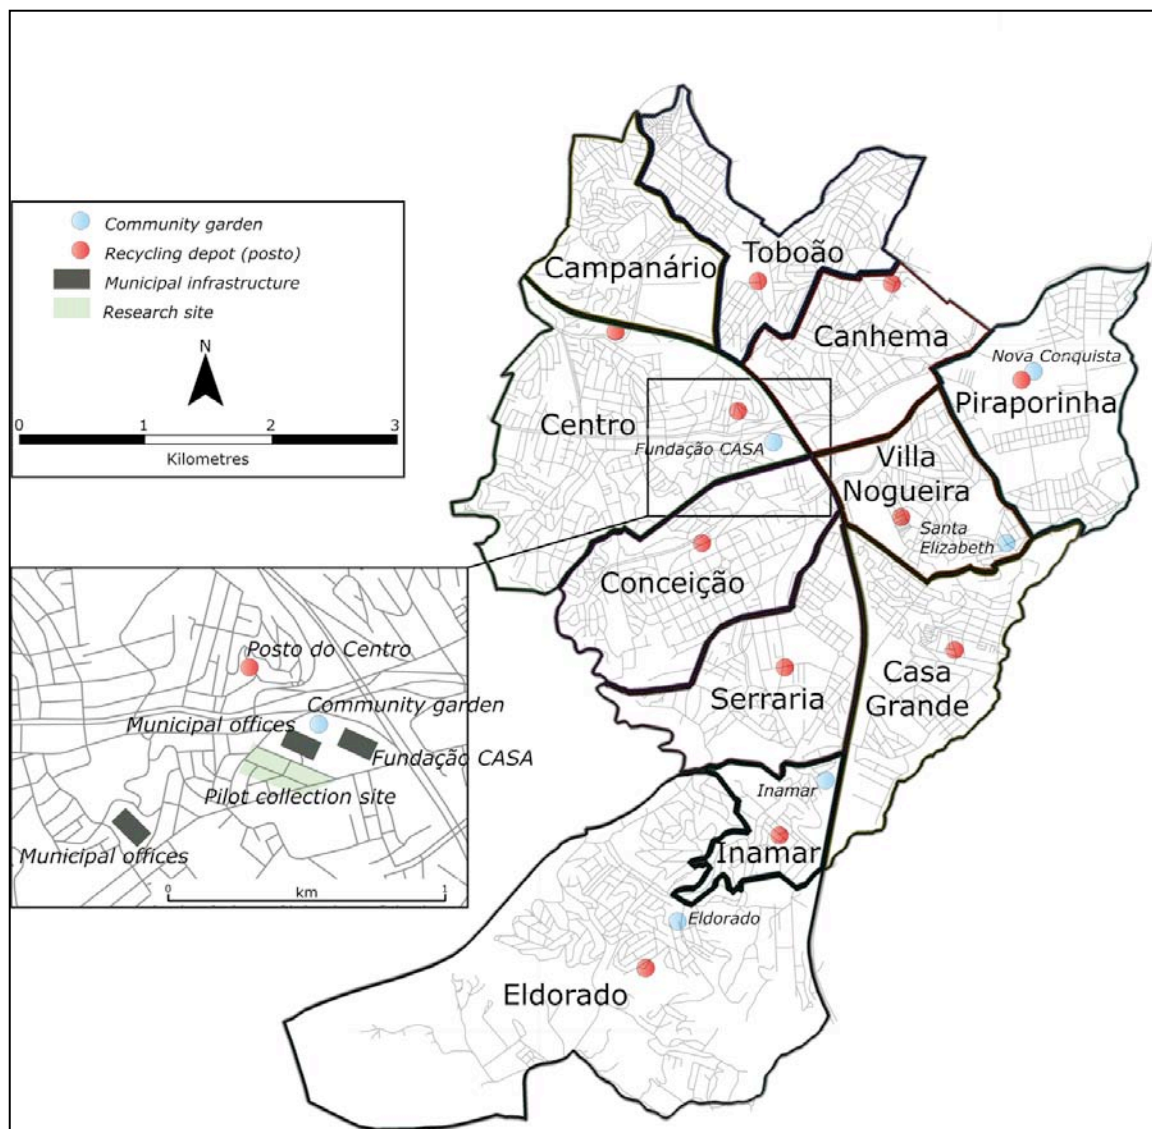 Community garden
Recycling depot (posto)
Municipal infrastructure
Research site
N
0 1 2 3
Kilometres
Toboão
Campanário
Canhema
Nova Conquista
Piraporinha
Centro
Fundação CASA
Villa
Nogueira
Santa
Elizabeth
Conceição
Casa
Grande
Serraria
Inamar
Inamar
Eldorado
Eldorado
Posto do Centro
Community garden
Municipal offices
Fundação CASA
Pilot collection site
Municipal offices
0 km 1